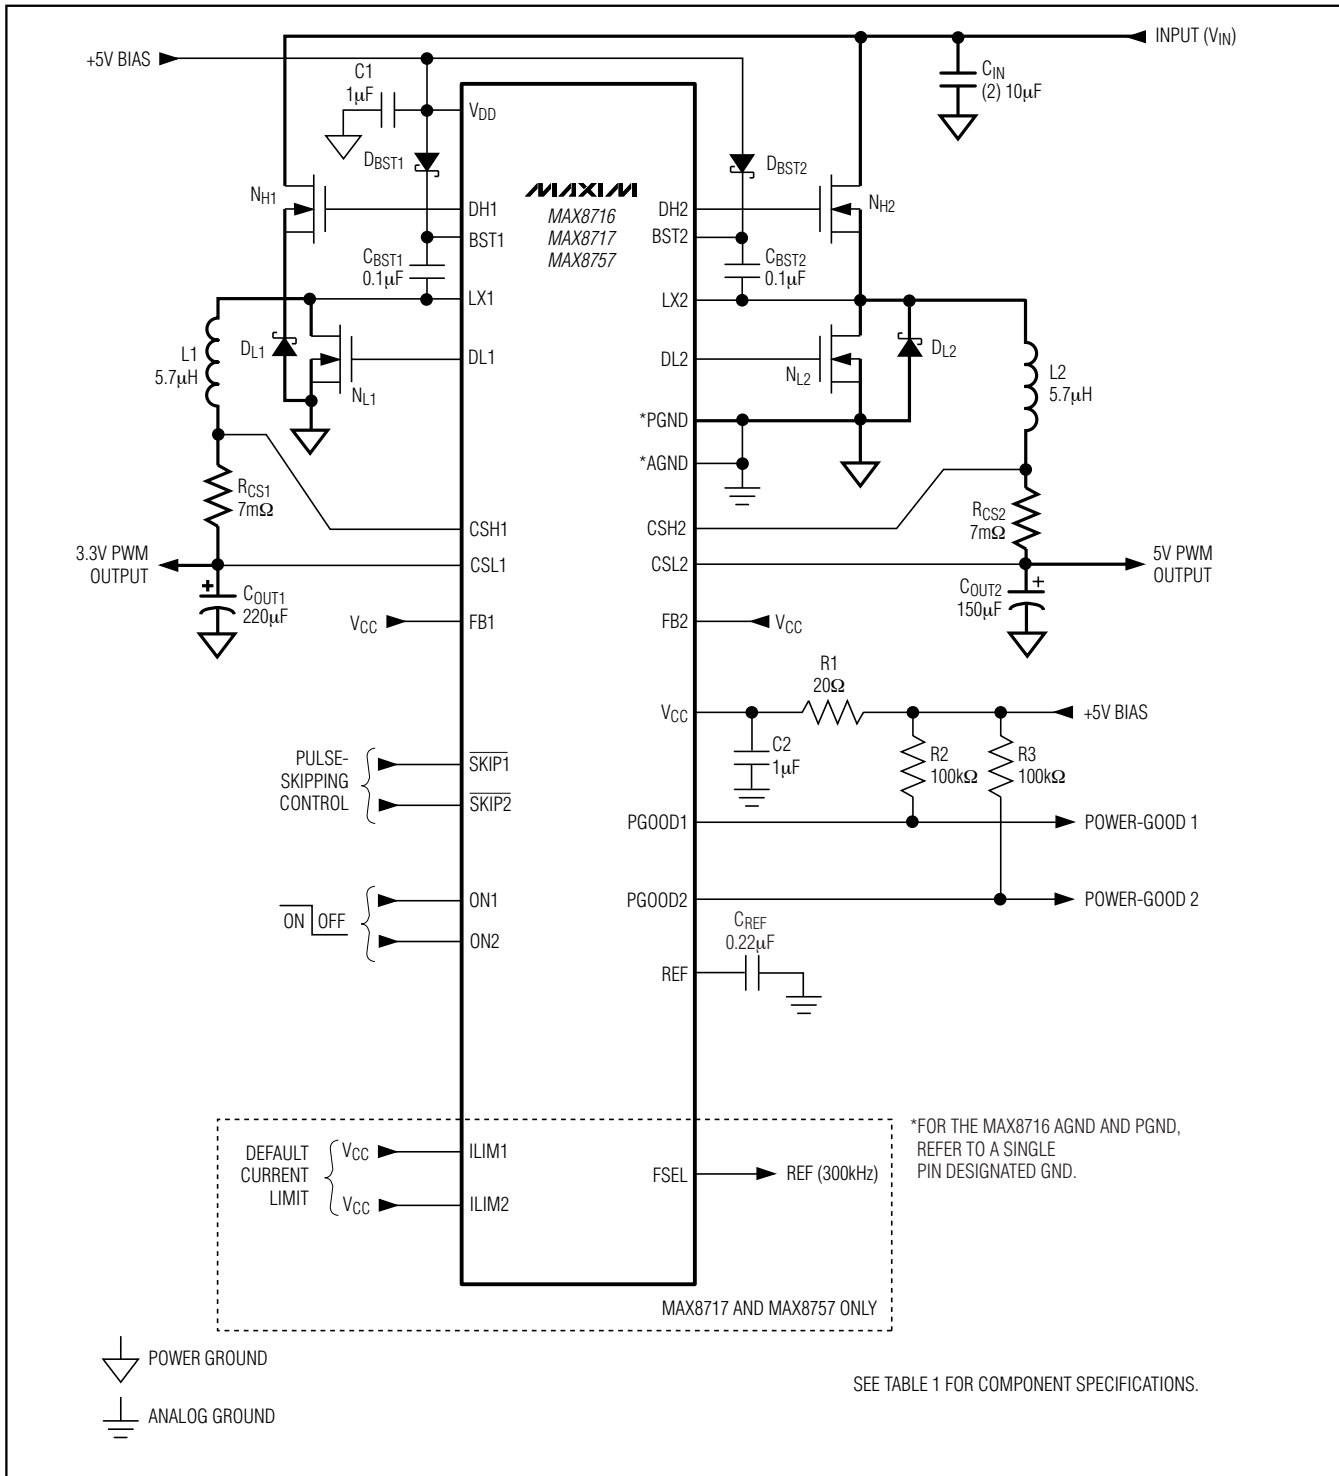 INPUT (VIN)
+5V BIAS
C1
1µF
CIN
(2) 10µF
VDD
DBST1
DBST2
MAXIM
NH1
DH1
MAX8716
DH2
NH2
BST1
MAX8717
BST2
CBST1
0.1µF
MAX8757
CBST2
0.1µF
LX1
LX2
L1
5.7µH
DL1
DL1
DL2
DL2
L2
5.7µH
NL1
NL2
*PGND
*AGND
RCS1
7mΩ
RCS2
7mΩ
CSH1
CSH2
3.3V PWM
OUTPUT
CSL1
CSL2
5V PWM
OUTPUT
+
COUT1
220µF
COUT2
150µF
+
VCC
FB1
FB2
VCC
R1
20Ω
VCC
+5V BIAS
C2
1µF
R2
100kΩ
R3
100kΩ
PULSE-
SKIPPING
CONTROL
SKIP1
SKIP2
PGOOD1
POWER-GOOD 1
ON OFF
ON1
ON2
PGOOD2
POWER-GOOD 2
CREF
0.22µF
REF
DEFAULT
CURRENT
LIMIT
VCC
ILIM1
VCC
ILIM2
FSEL
REF (300kHz)
*FOR THE MAX8716 AGND AND PGND,
REFER TO A SINGLE
PIN DESIGNATED GND.
MAX8717 AND MAX8757 ONLY
POWER GROUND
ANALOG GROUND
SEE TABLE 1 FOR COMPONENT SPECIFICATIONS.